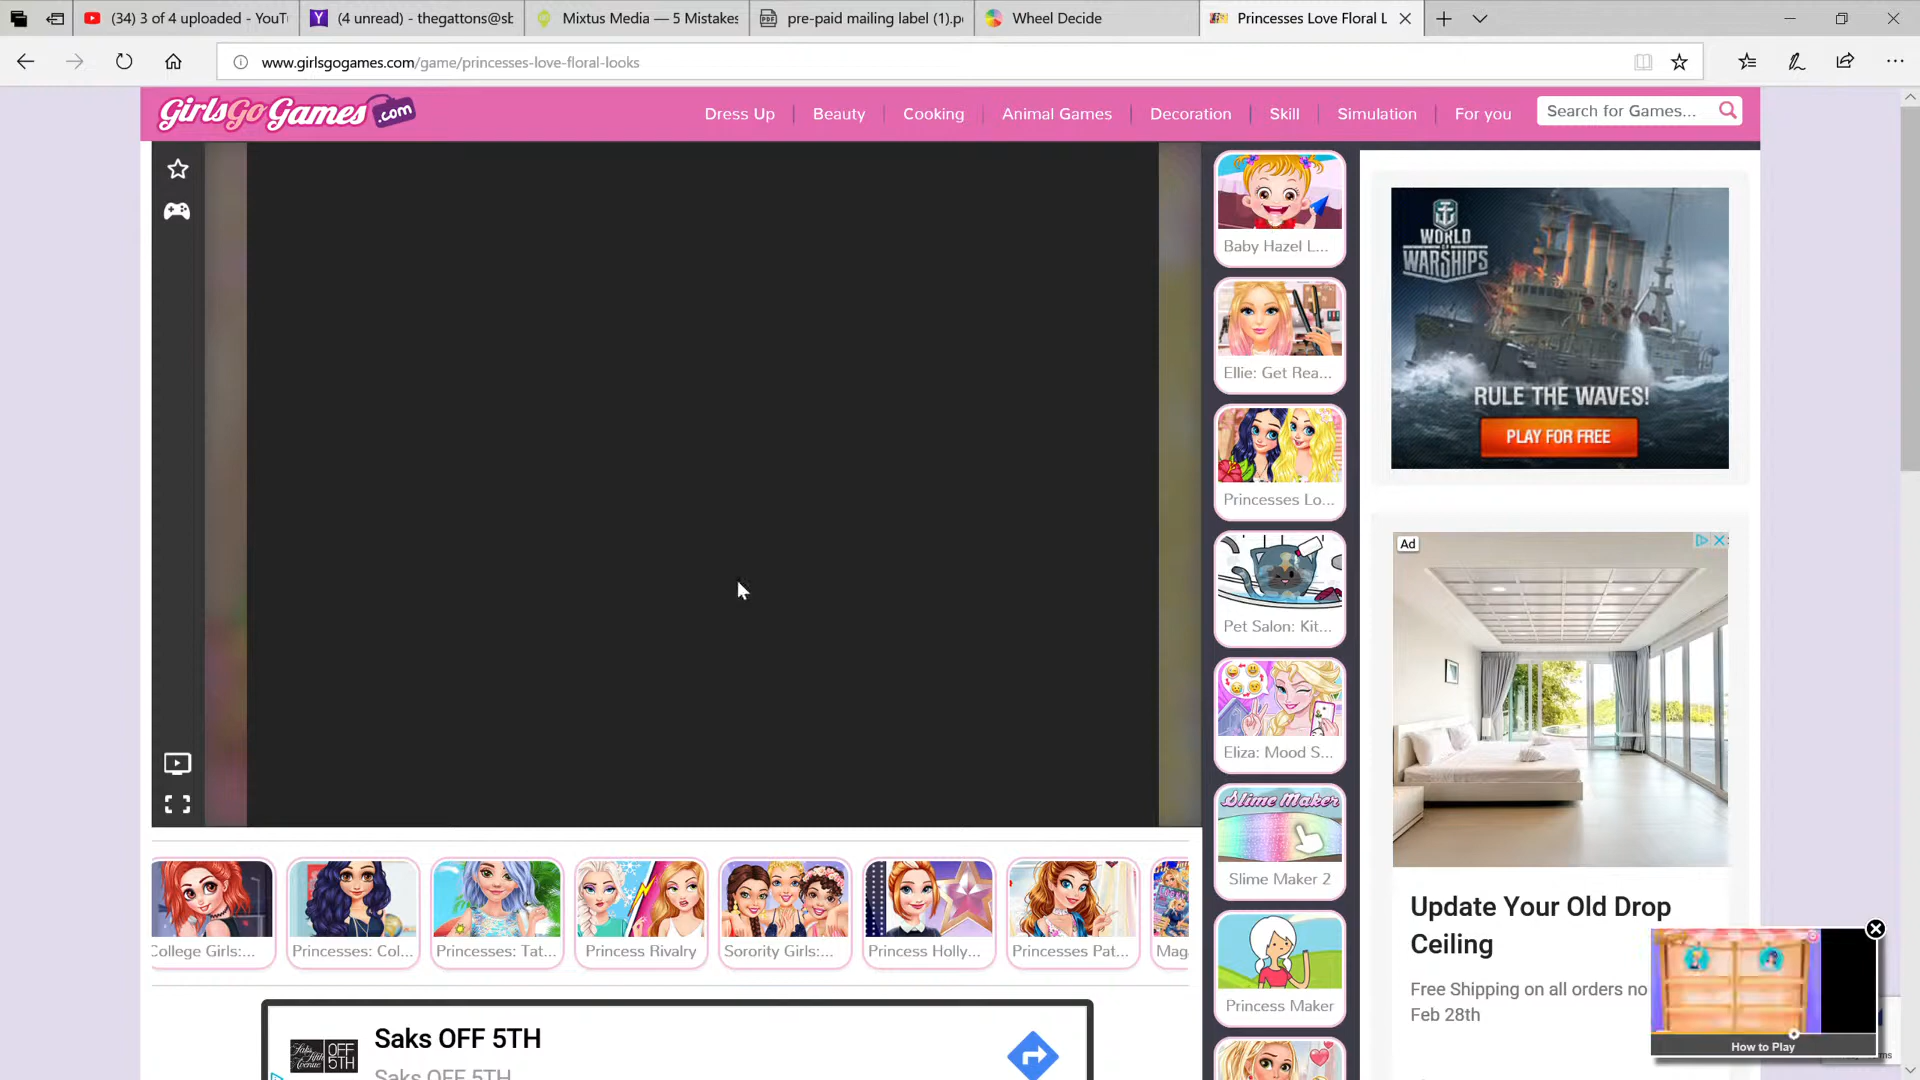 (34) 3 of 4 uploaded - YouT
(4 unread) - thegattons@sb
Mixtus Media — 5 Mistakes
pre-paid mailing label (1).p
Wheel Decide
Princesses Love Floral L
www.girlsgogames.com/game/princesses-love-floral-looks
GirlsGoGames.com
Dress Up
Beauty
Cooking
Animal Games
Decoration
Skill
Simulation
For you
Search for Games...
Baby Hazel L...
Ellie: Get Rea...
Princesses Lo...
Pet Salon: Kit...
Eliza: Mood S...
Slime Maker
Slime Maker 2
Princess Maker
WORLD OF WARSHIPS
RULE THE WAVES!
PLAY FOR FREE
Ad
Update Your Old Drop
Ceiling
Free Shipping on all orders no
Feb 28th
How to Play
College Girls:...
Princesses: Col...
Princesses: Tat...
Princess Rivalry
Sorority Girls:...
Princess Holly...
Princesses Pat...
Mag
Saks OFF 5TH
Saks OFF 5TH
OFF 5TH